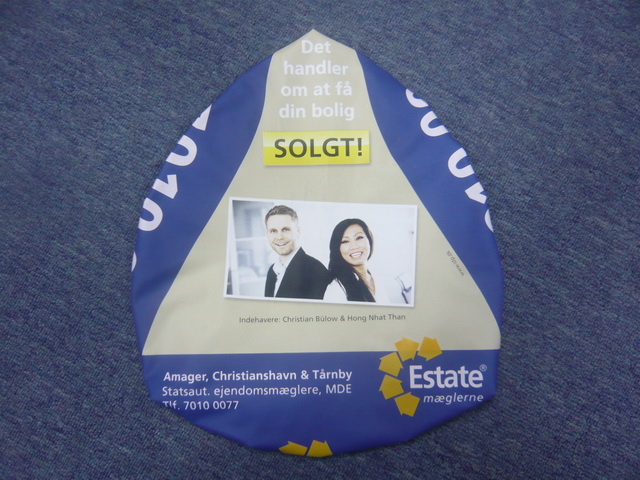 Det
handler
om at få
din bolig
SOLGT!
Indehavere: Christian Bülow & Hong Nhat Than
Amager, Christianshavn & Tårnby
Statsaut. ejendomsmæglere, MDE
Tlf. 7010 0077
Estate®
mæglerne